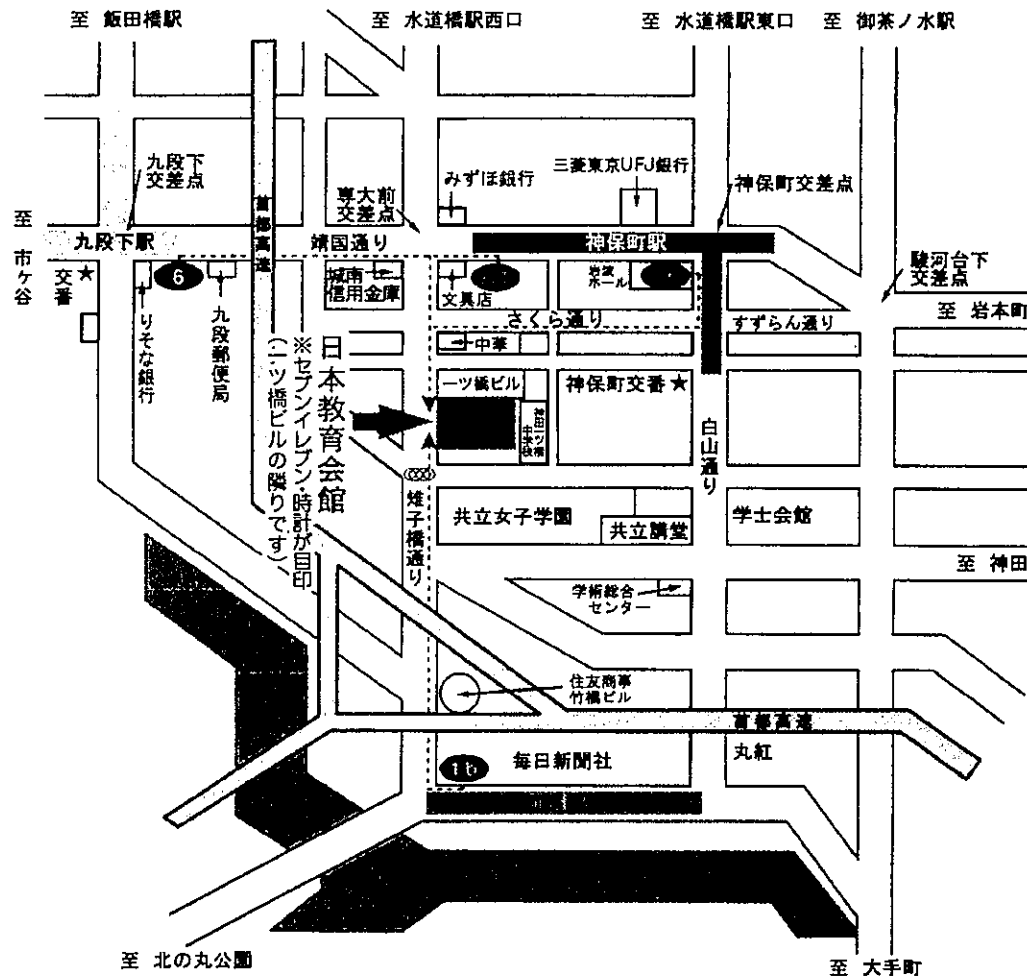 至 飯田橋駅
至 水道橋駅西口
至 水道橋駅東口
至 御茶ノ水駅
九段下
交差点
専大前
交差点
みずほ銀行
三菱東京UFJ銀行
神保町交差点
至 市ヶ谷
九段下駅
首都高速
靖国通り
神保町駅
交番★
6
城南
信用金庫
文具店
岩波
ホール
駿河台下
交差点
至 岩本町
りそな銀行
九段郵便局
さくら通り
すずらん通り
中華
日本教育会館
※セブンイレブン・時計が目印
(一ツ橋ビルの隣りです)
一ツ橋ビル
神田一ツ橋
中学校
神保町交番★
白山通り
雉子橋通り
共立女子学園
共立講堂
学士会館
至 神田
学術総合
センター
住友商事
竹橋ビル
首都高速
丸紅
毎日新聞社
1b
至 北の丸公園
至 大手町